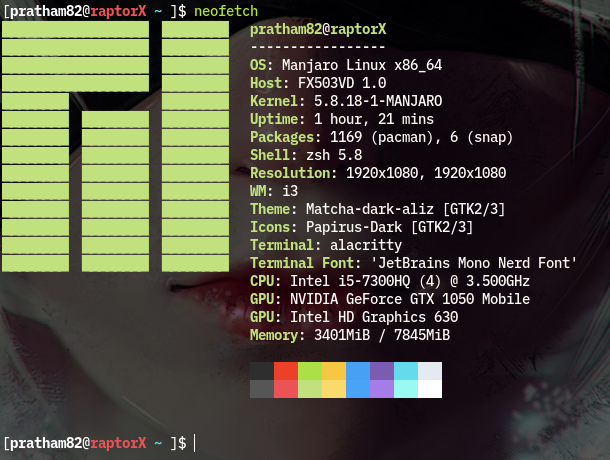 [pratham82@raptorX ~ ]$ neofetch
pratham82@raptorX
-----------------
OS: Manjaro Linux x86_64
Host: FX503VD 1.0
Kernel: 5.8.18-1-MANJARO
Uptime: 1 hour, 21 mins
Packages: 1169 (pacman), 6 (snap)
Shell: zsh 5.8
Resolution: 1920x1080, 1920x1080
WM: i3
Theme: Matcha-dark-aliz [GTK2/3]
Icons: Papirus-Dark [GTK2/3]
Terminal: alacritty
Terminal Font: 'JetBrains Mono Nerd Font'
CPU: Intel i5-7300HQ (4) @ 3.500GHz
GPU: NVIDIA GeForce GTX 1050 Mobile
GPU: Intel HD Graphics 630
Memory: 3401MiB / 7845MiB
[pratham82@raptorX ~ ]$